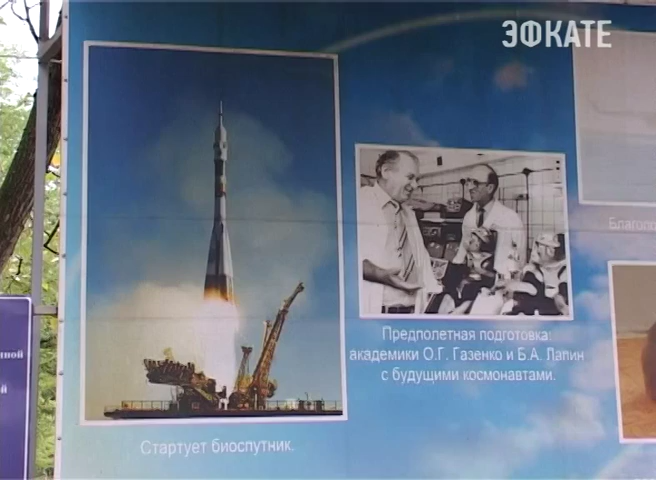 ЭФКАТЕ
Стартует биоспутник.
Предполетная подготовка:
академики О.Г. Газенко и Б.А. Лапин
с будущими космонавтами.